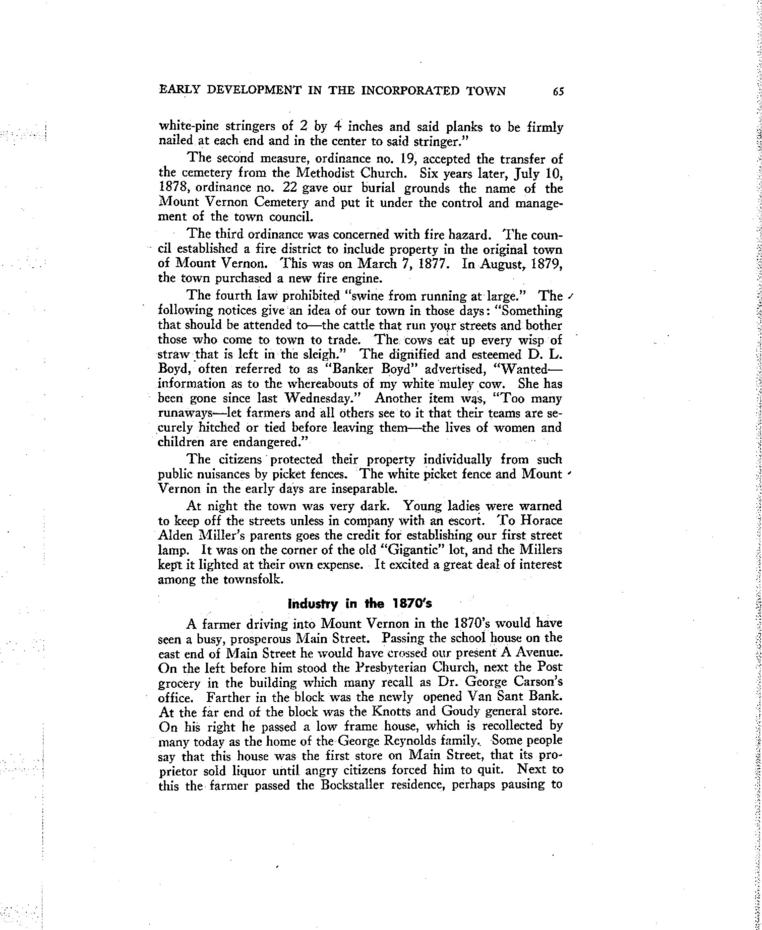 EARLY DEVELOPMENT IN THE INCORPORATED TOWN 65
white-pine stringers of 2 by 4 inches and said planks to be firmly
nailed at each end and in the center to said stringer."
The second measure, ordinance no. 19, accepted the transfer of
the cemetery from the Methodist Church. Six years later, July 10,
1878, ordinance no. 22 gave our burial grounds the name of the
Mount Vernon Cemetery and put it under the control and manage-
ment of the town council.
The third ordinance was concerned with fire hazard. The coun-
cil established a fire district to include property in the original town
of Mount Vernon. This was on March 7, 1877. In August, 1879,
the town purchased a new fire engine.
The fourth law prohibited "swine from running at large." The
following notices give an idea of our town in those days: "Something
that should be attended to—the cattle that run your streets and bother
those who come to town to trade. The cows eat up every wisp of
straw that is left in the sleigh." The dignified and esteemed D. L.
Boyd, often referred to as "Banker Boyd" advertised, "Wanted—
information as to the whereabouts of my white muley cow. She has
been gone since last Wednesday." Another item was, "Too many
runaways—let farmers and all others see to it that their teams are se-
curely hitched or tied before leaving them—the lives of women and
children are endangered."
The citizens protected their property individually from such
public nuisances by picket fences. The white picket fence and Mount
Vernon in the early days are inseparable.
At night the town was very dark. Young ladies were warned
to keep off the streets unless in company with an escort. To Horace
Alden Miller's parents goes the credit for establishing our first street
lamp. It was on the corner of the old "Gigantic" lot, and the Millers
kept it lighted at their own expense. It excited a great deal of interest
among the townsfolk.
Industry in the 1870's
A farmer driving into Mount Vernon in the 1870's would have
seen a busy, prosperous Main Street. Passing the school house on the
east end of Main Street he would have crossed our present A Avenue.
On the left before him stood the Presbyterian Church, next the Post
grocery in the building which many recall as Dr. George Carson's
office. Farther in the block was the newly opened Van Sant Bank.
At the far end of the block was the Knotts and Goudy general store.
On his right he passed a low frame house, which is recollected by
many today as the home of the George Reynolds family. Some people
say that this house was the first store on Main Street, that its pro-
prietor sold liquor until angry citizens forced him to quit. Next to
this the farmer passed the Bockstaller residence, perhaps pausing to